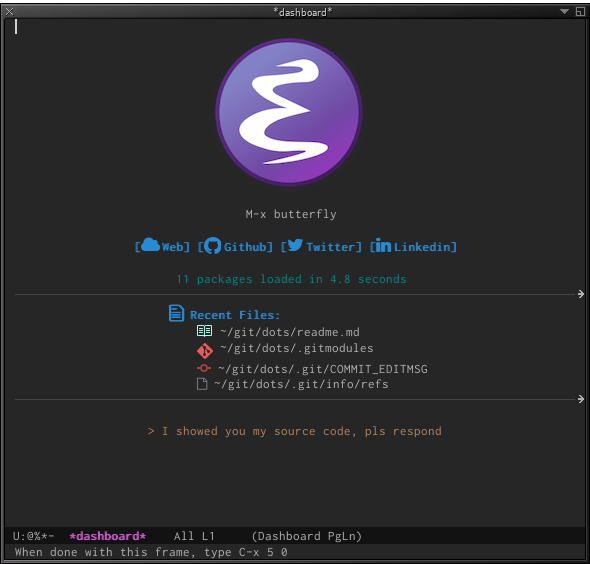 *dashboard*
M-x butterfly
[Web] [Github] [Twitter] [Linkedin]
11 packages loaded in 4.8 seconds
Recent Files:
~/git/dots/readme.md
~/git/dots/.gitmodules
~/git/dots/.git/COMMIT_EDITMSG
~/git/dots/.git/info/refs
> I showed you my source code, pls respond
U:@%*- *dashboard* All L1 (Dashboard PgLn)
When done with this frame, type C-x 5 0